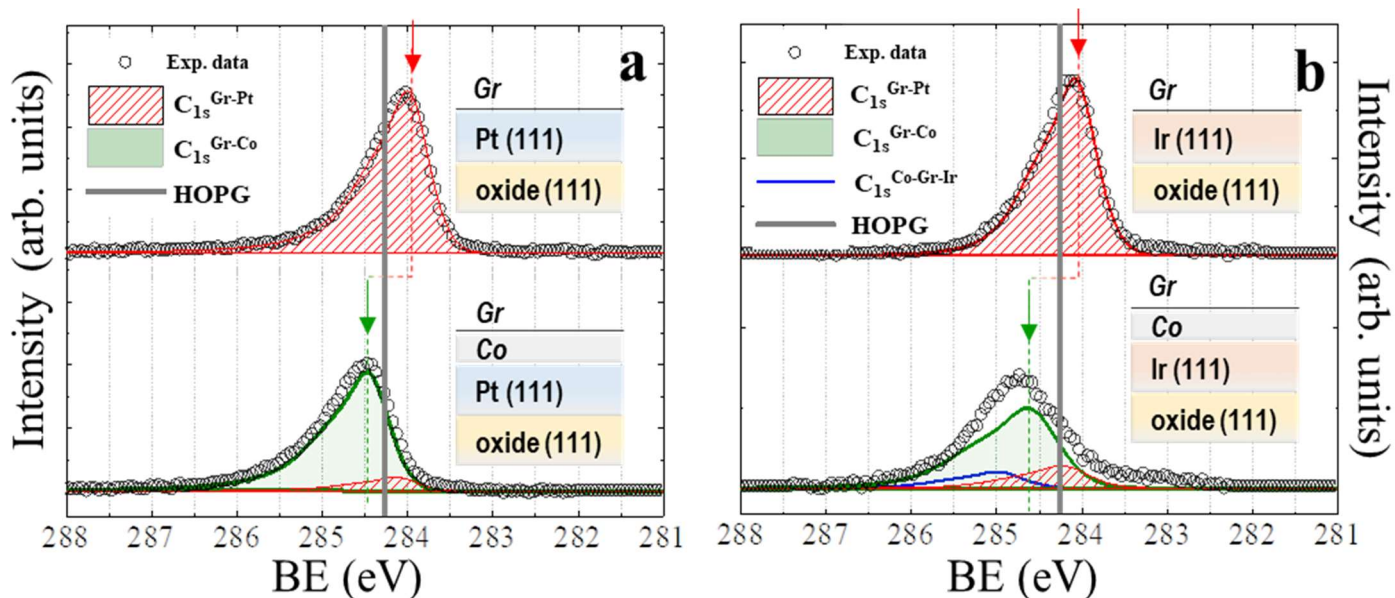 Intensity (arb. units)
a
Exp. data
C1s Gr-Pt
C1s Gr-Co
HOPG
Gr
Pt (111)
oxide (111)
Gr
Co
Pt (111)
oxide (111)
288 287 286 285 284 283 282 281
BE (eV)
b
Exp. data
C1s Gr-Pt
C1s Gr-Co
C1s Co-Gr-Ir
HOPG
Gr
Ir (111)
oxide (111)
Gr
Co
Ir (111)
oxide (111)
288 287 286 285 284 283 282 281
BE (eV)
Intensity (arb. units)